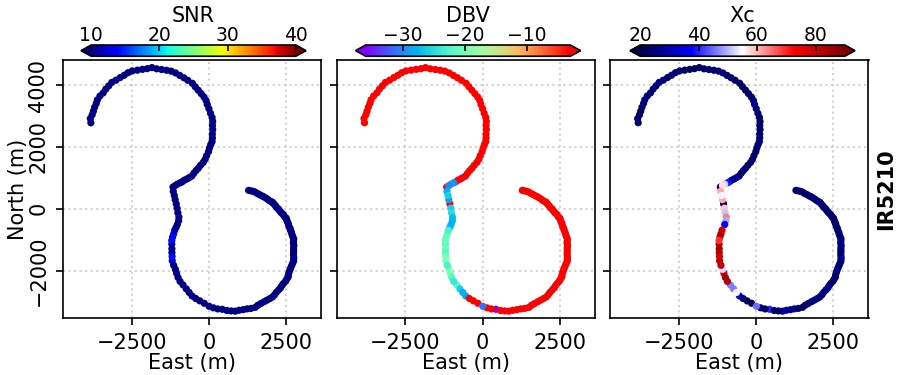 SNR DBV Xc
10 20 30 40 −30 −20 −10 20 40 60 80
4000
2000
0
−2000
North (m)
IR5210
−2500 0 2500 −2500 0 2500 −2500 0 2500
East (m) East (m) East (m)